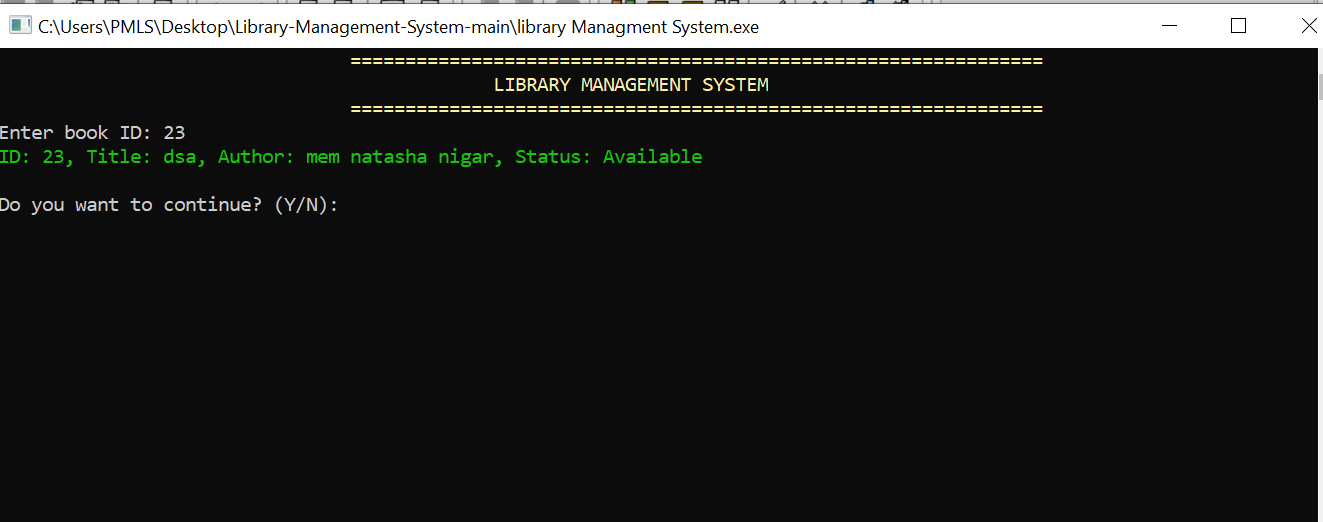 C:\Users\PMLS\Desktop\Library-Management-System-main\library Managment System.exe
===============================================================
LIBRARY MANAGEMENT SYSTEM
===============================================================
Enter book ID: 23
ID: 23, Title: dsa, Author: mem natasha nigar, Status: Available
Do you want to continue? (Y/N):